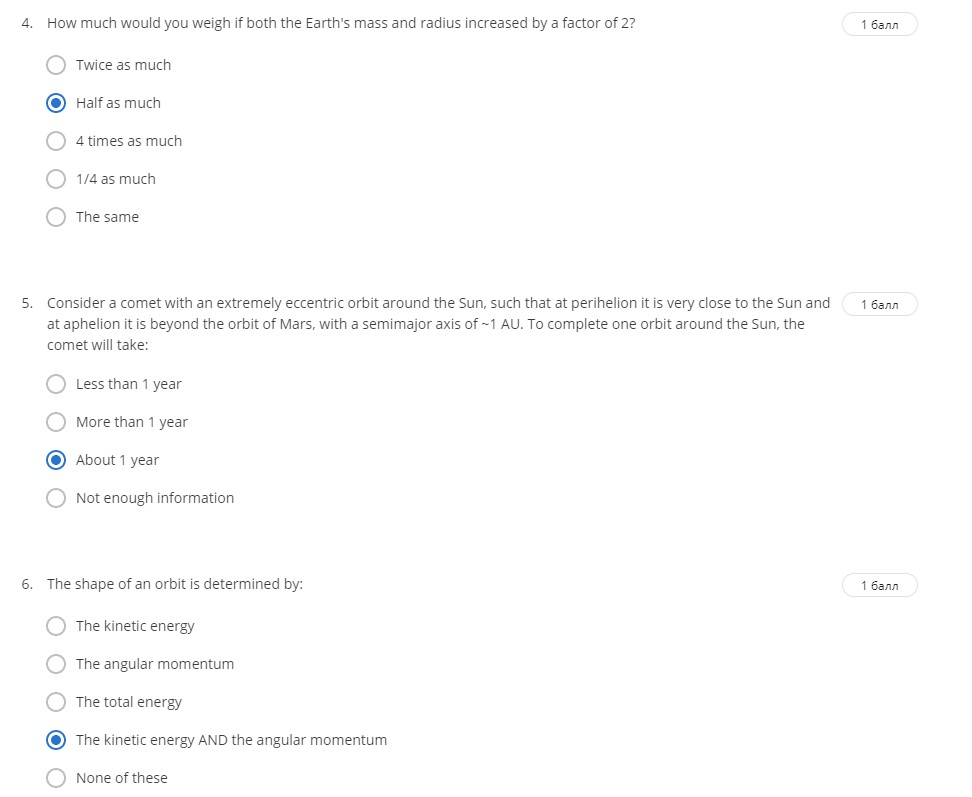 4. How much would you weigh if both the Earth's mass and radius increased by a factor of 2?
1 балл
Twice as much
Half as much
4 times as much
1/4 as much
The same
5. Consider a comet with an extremely eccentric orbit around the Sun, such that at perihelion it is very close to the Sun and
1 балл
at aphelion it is beyond the orbit of Mars, with a semimajor axis of ~1 AU. To complete one orbit around the Sun, the
comet will take:
Less than 1 year
More than 1 year
About 1 year
Not enough information
6. The shape of an orbit is determined by:
1 балл
The kinetic energy
The angular momentum
The total energy
The kinetic energy AND the angular momentum
None of these